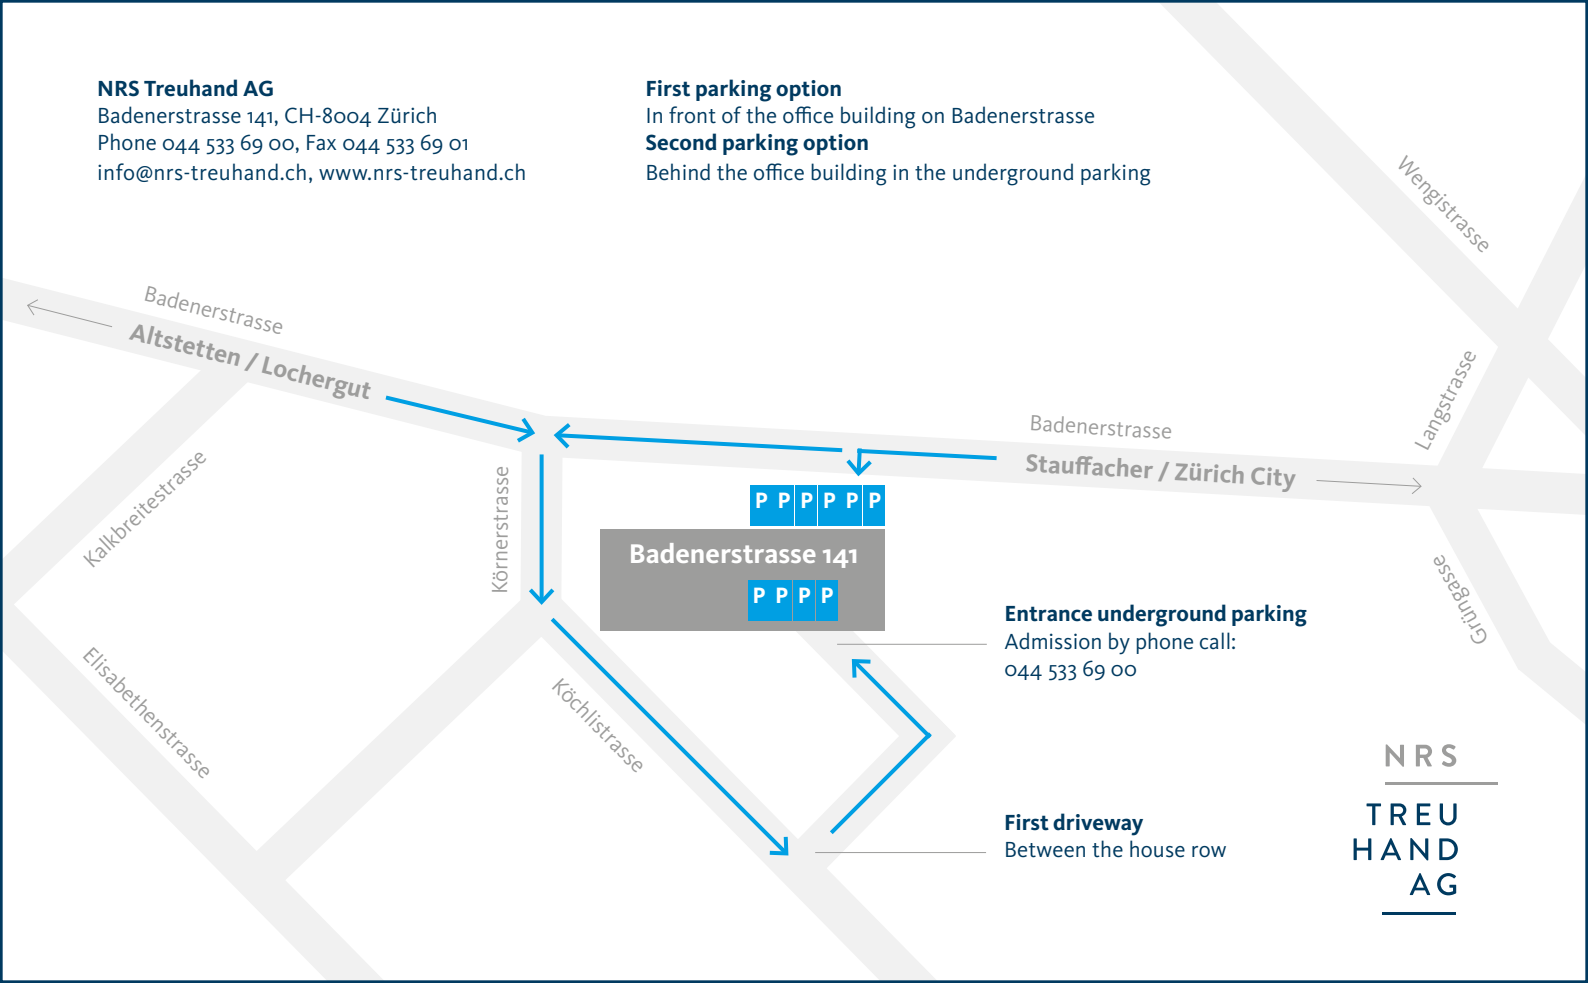 NRS Treuhand AG
Badenerstrasse 141, CH-8004 Zürich
Phone 044 533 69 00, Fax 044 533 69 01
info@nrs-treuhand.ch, www.nrs-treuhand.ch
First parking option
In front of the office building on Badenerstrasse
Second parking option
Behind the office building in the underground parking
Wengistrasse
Badenerstrasse
Altstetten / Lochergut
Langstrasse
Badenerstrasse
Stauffacher / Zürich City
Kalkbreitestrasse
Körnerstrasse
P P P P P P
Badenerstrasse 141
P P P P
Grüngasse
Entrance underground parking
Admission by phone call:
044 533 69 00
Elisabethenstrasse
Köchlistrasse
First driveway
Between the house row
NRS
TREU
HAND
AG